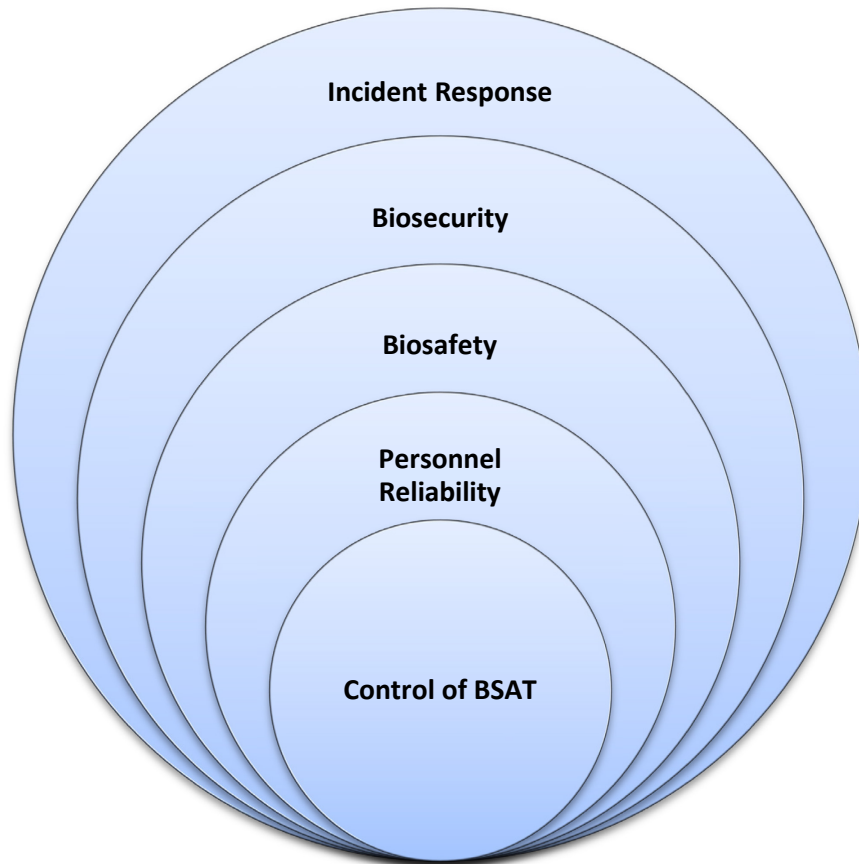 Incident Response
Biosecurity
Biosafety
Personnel
Reliability
Control of BSAT